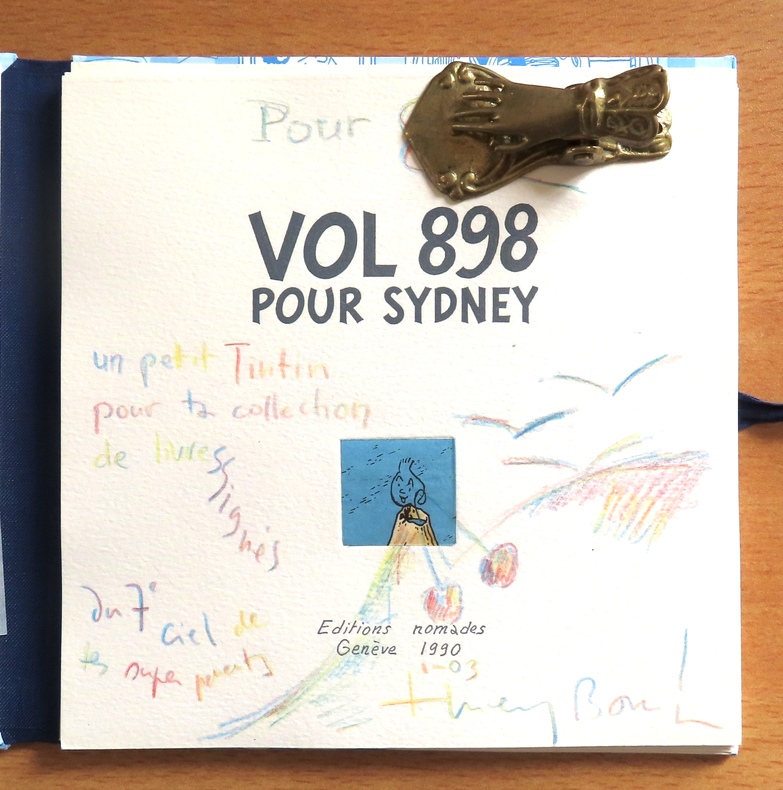 Pour
VOL 898
POUR SYDNEY
un petit Tintin
pour ta collection
de livres
signés
du 7e
ciel de
tes super parents
Editions nomades
Genève 1990
1-03